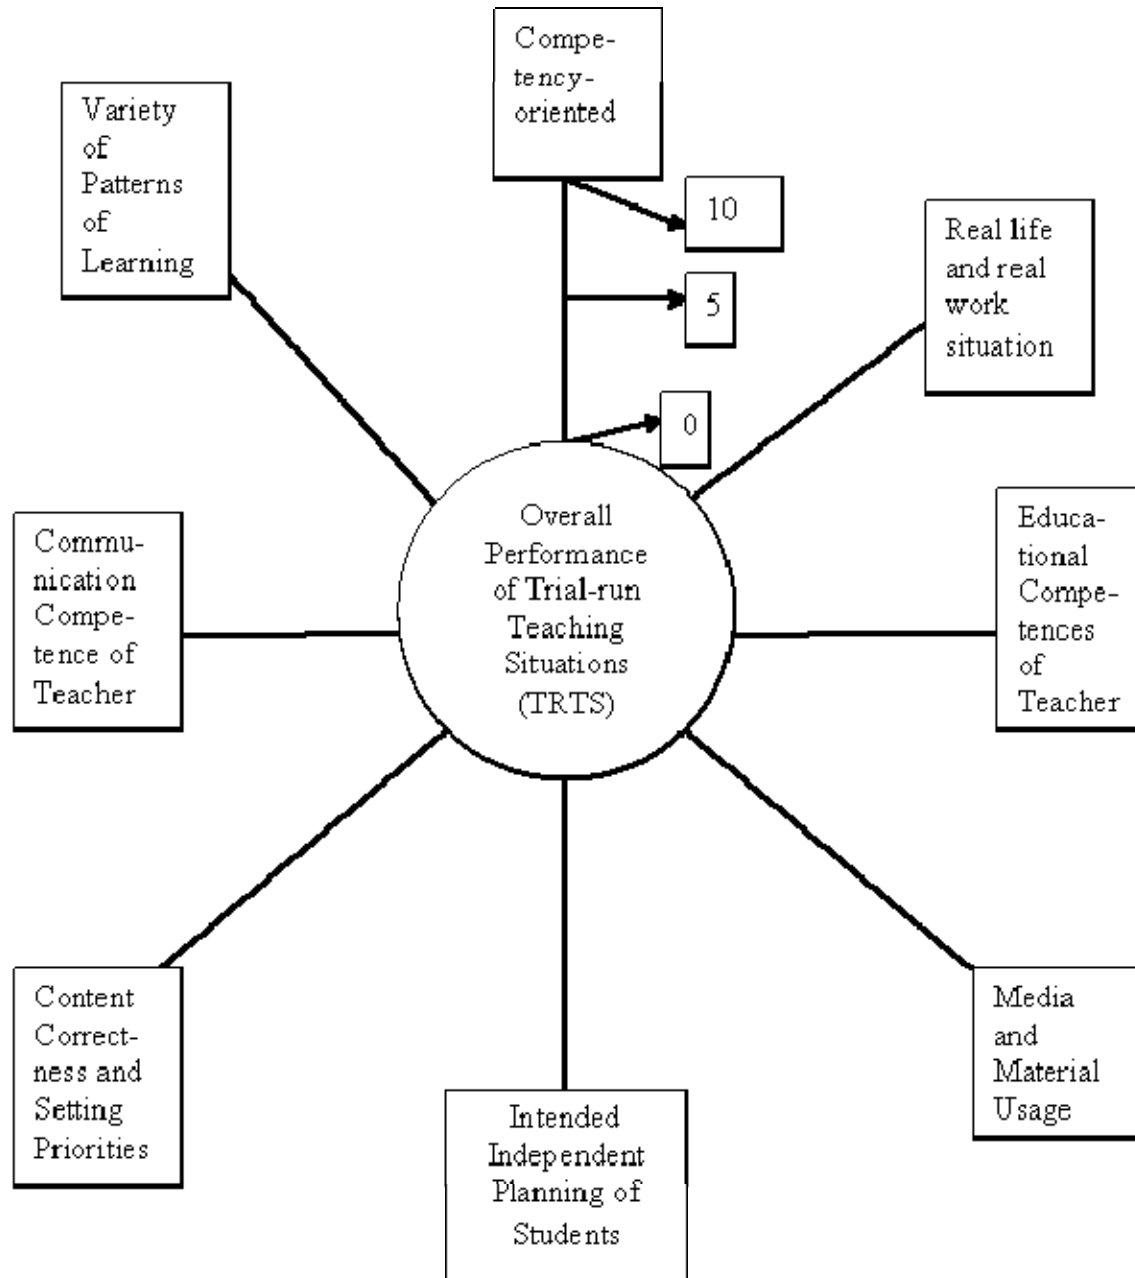 Compe-
tency-
oriented
Variety
of
Patterns
of
Learning
10
Real life
and real
work
situation
5
0
Overall
Performance
of Trial-run
Teaching
Situations
(TRTS)
Commu-
nication
Compe-
tence of
Teacher
Educa-
tional
Compe-
tences
of
Teacher
Content
Correct-
ness and
Setting
Priorities
Intended
Independent
Planning of
Students
Media
and
Material
Usage